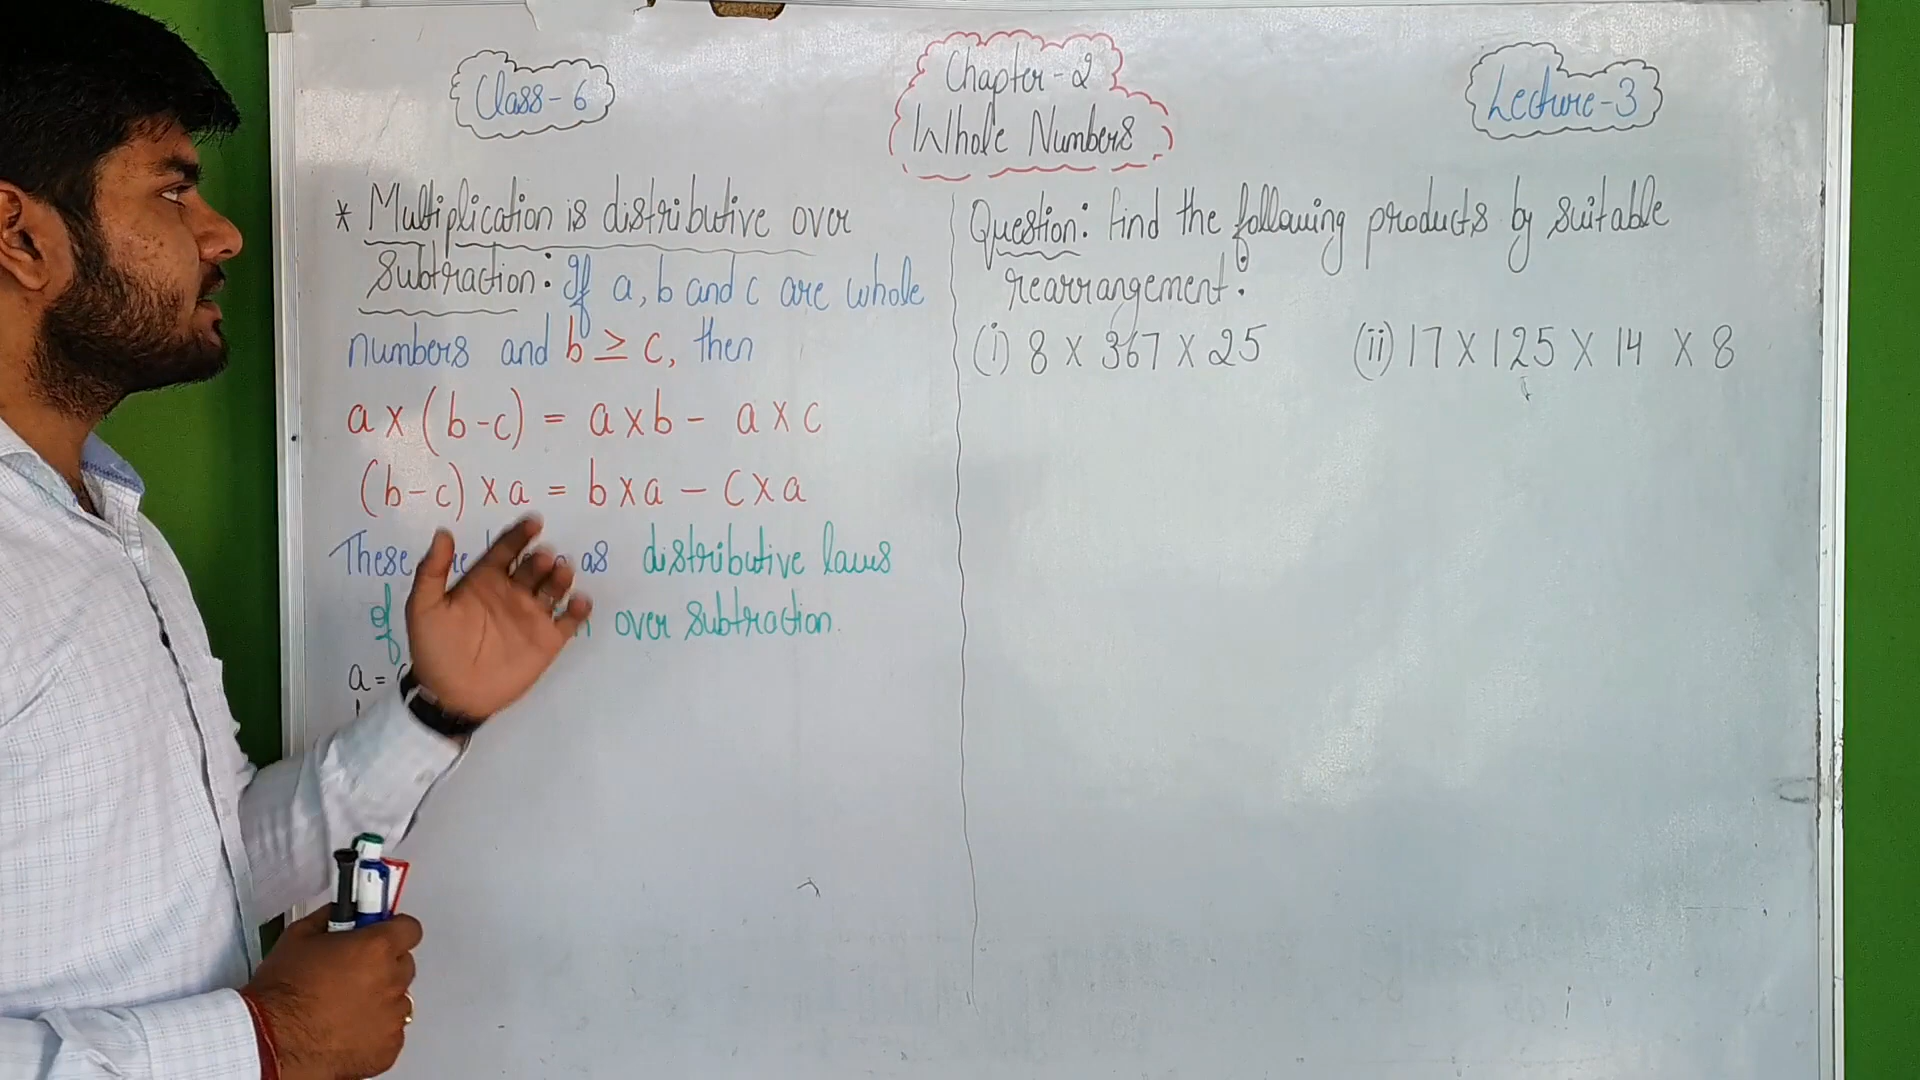 Class-6
Chapter-2
Whole Numbers
Lecture-3
* Multiplication is distributive over
Subtraction: If a, b and c are whole
numbers and b ≥ c, then
a x (b-c) = a x b - a x c
(b-c) x a = b x a - c x a
These as distributive laws
of over subtraction.
a =
Question: find the following products by suitable
rearrangement:
(i) 8 x 367 x 25 (ii) 17 x 125 x 14 x 8